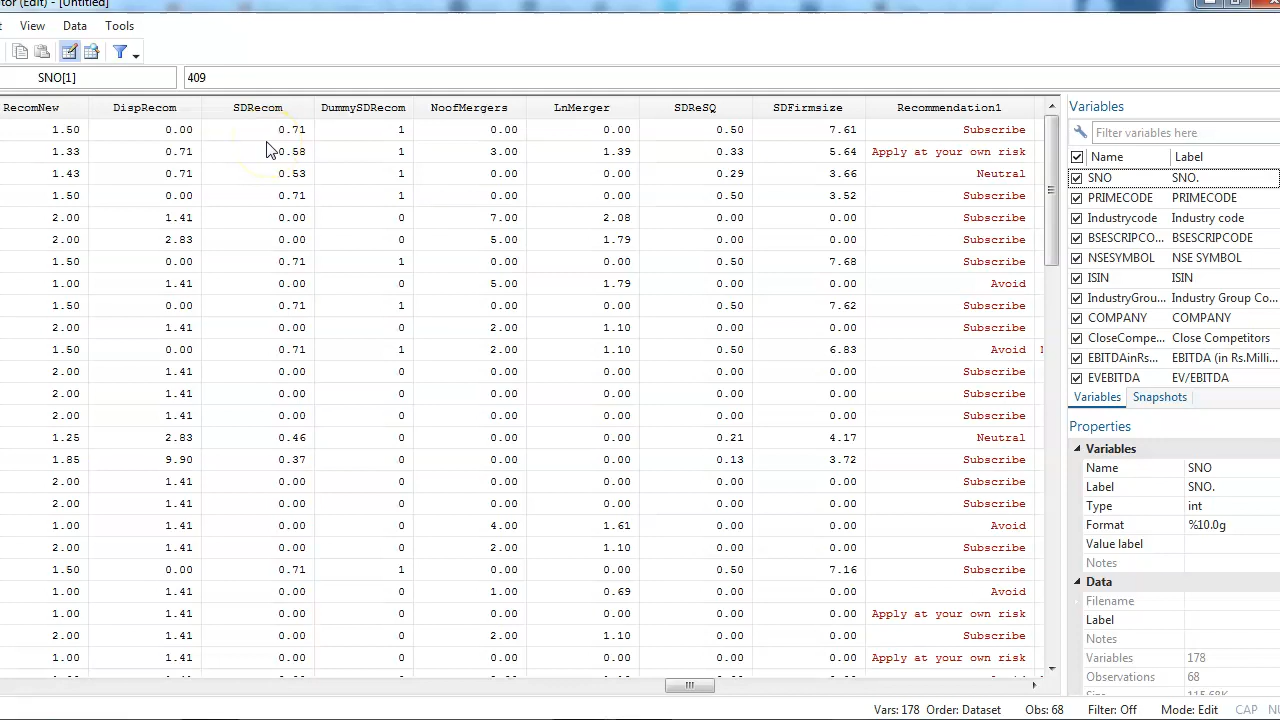 tor (Edit) - [Untitled]
View Data Tools
SNO[1] 409
RecomNew DispRecom SDRecom DummySDRecom NoofMergers LnMerger SDReSQ SDFirmsize Recommendation1
1.50 0.00 0.71 1 0.00 0.00 0.50 7.61 Subscribe
1.33 0.71 0.58 1 3.00 1.39 0.33 5.64 Apply at your own risk
1.43 0.71 0.53 1 0.00 0.00 0.29 3.66 Neutral
1.50 0.00 0.71 1 0.00 0.00 0.50 3.52 Subscribe
2.00 1.41 0.00 0 7.00 2.08 0.00 0.00 Subscribe
2.00 2.83 0.00 0 5.00 1.79 0.00 0.00 Subscribe
1.50 0.00 0.71 1 0.00 0.00 0.50 7.68 Subscribe
1.00 1.41 0.00 0 5.00 1.79 0.00 0.00 Avoid
1.50 0.00 0.71 1 0.00 0.00 0.50 7.62 Subscribe
2.00 1.41 0.00 0 2.00 1.10 0.00 0.00 Subscribe
1.50 0.00 0.71 1 2.00 1.10 0.50 6.83 Avoid
2.00 1.41 0.00 0 0.00 0.00 0.00 0.00 Subscribe
2.00 1.41 0.00 0 0.00 0.00 0.00 0.00 Subscribe
2.00 1.41 0.00 0 0.00 0.00 0.00 0.00 Subscribe
1.25 2.83 0.46 0 0.00 0.00 0.21 4.17 Neutral
1.85 9.90 0.37 0 0.00 0.00 0.13 3.72 Subscribe
2.00 1.41 0.00 0 0.00 0.00 0.00 0.00 Subscribe
2.00 1.41 0.00 0 0.00 0.00 0.00 0.00 Subscribe
1.00 1.41 0.00 0 4.00 1.61 0.00 0.00 Avoid
2.00 1.41 0.00 0 2.00 1.10 0.00 0.00 Subscribe
1.50 0.00 0.71 1 0.00 0.00 0.50 7.16 Subscribe
1.00 1.41 0.00 0 1.00 0.69 0.00 0.00 Avoid
1.00 1.41 0.00 0 0.00 0.00 0.00 0.00 Apply at your own risk
2.00 1.41 0.00 0 2.00 1.10 0.00 0.00 Subscribe
1.00 1.41 0.00 0 0.00 0.00 0.00 0.00 Apply at your own risk
Variables
Filter variables here
Name Label
SNO SNO.
PRIMECODE PRIMECODE
Industrycode Industry code
BSESCRIPCO... BSESCRIPCODE
NSESYMBOL NSE SYMBOL
ISIN ISIN
IndustryGrou... Industry Group Co...
COMPANY COMPANY
CloseCompe... Close Competitors
EBITDAinRs... EBITDA (in Rs.Milli...
EVEBITDA EV/EBITDA
Variables Snapshots
Properties
Variables
Name SNO
Label SNO.
Type int
Format %10.0g
Value label
Notes
Data
Filename
Label
Notes
Variables 178
Observations 68
Vars: 178 Order: Dataset Obs: 68 Filter: Off Mode: Edit CAP